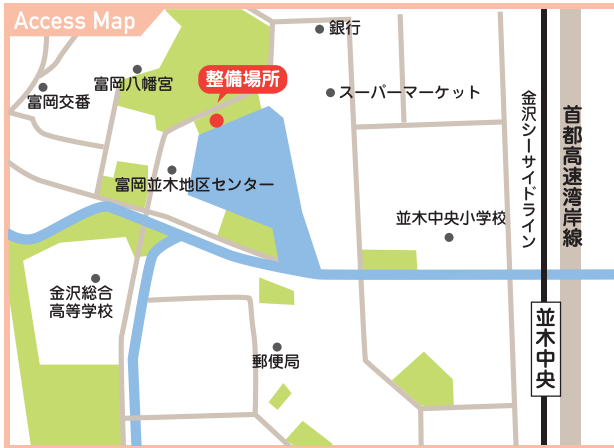 Access Map
銀行
富岡八幡宮
整備場所
富岡交番
スーパーマーケット
金沢シーサイドライン
首都高速湾岸線
富岡並木地区センター
並木中央小学校
金沢総合
高等学校
並木中央
郵便局